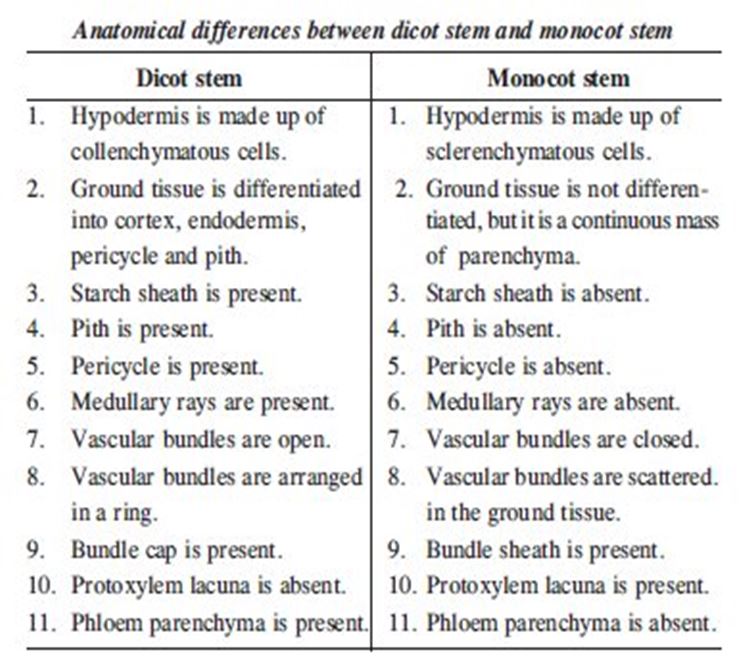 Anatomical differences between dicot stem and monocot stem
Dicot stem
1. Hypodermis is made up of
collenchymatous cells.
2. Ground tissue is differentiated
into cortex, endodermis,
pericycle and pith.
3. Starch sheath is present.
4. Pith is present.
5. Pericycle is present.
6. Medullary rays are present.
7. Vascular bundles are open.
8. Vascular bundles are arranged
in a ring.
9. Bundle cap is present.
10. Protoxylem lacuna is absent.
11. Phloem parenchyma is present.
Monocot stem
1. Hypodermis is made up of
sclerenchymatous cells.
2. Ground tissue is not differen-
tiated, but it is a continuous mass
of parenchyma.
3. Starch sheath is absent.
4. Pith is absent.
5. Pericycle is absent.
6. Medullary rays are absent.
7. Vascular bundles are closed.
8. Vascular bundles are scattered.
in the ground tissue.
9. Bundle sheath is present.
10. Protoxylem lacuna is present.
11. Phloem parenchyma is absent.